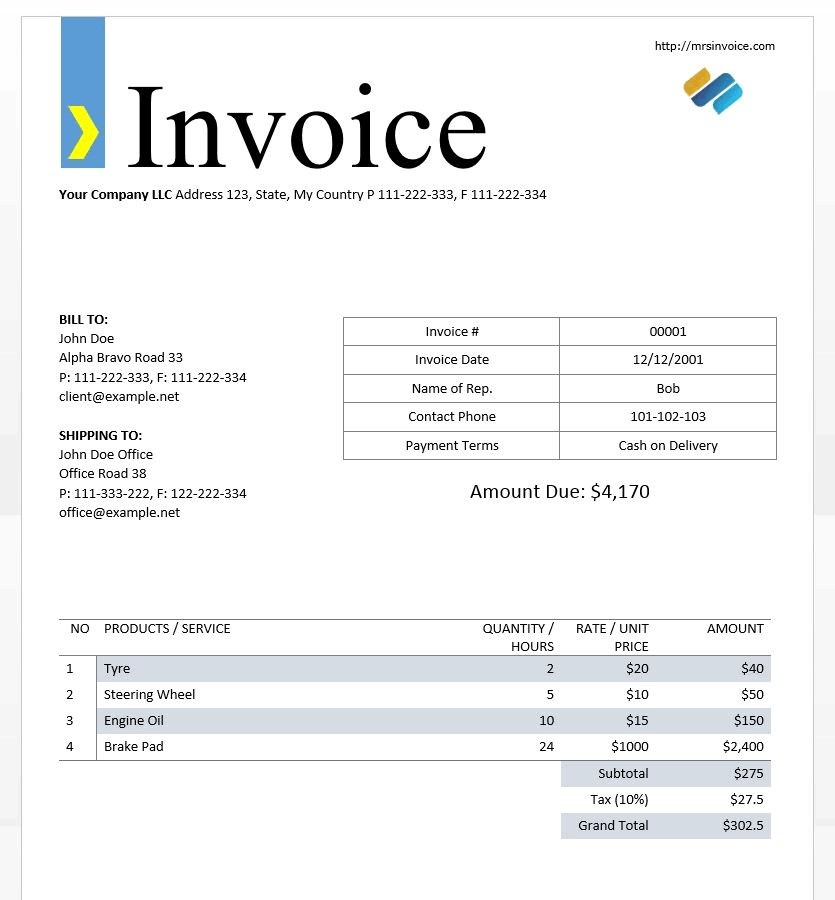 http://mrsinvoice.com
Invoice
Your Company LLC Address 123, State, My Country P 111-222-333, F 111-222-334
BILL TO:
John Doe
Alpha Bravo Road 33
P: 111-222-333, F: 111-222-334
client@example.net
SHIPPING TO:
John Doe Office
Office Road 38
P: 111-333-222, F: 122-222-334
office@example.net
Invoice # 00001
Invoice Date 12/12/2001
Name of Rep. Bob
Contact Phone 101-102-103
Payment Terms Cash on Delivery
Amount Due: $4,170
NO PRODUCTS / SERVICE QUANTITY / HOURS RATE / UNIT PRICE AMOUNT
1 Tyre 2 $20 $40
2 Steering Wheel 5 $10 $50
3 Engine Oil 10 $15 $150
4 Brake Pad 24 $1000 $2,400
Subtotal $275
Tax (10%) $27.5
Grand Total $302.5